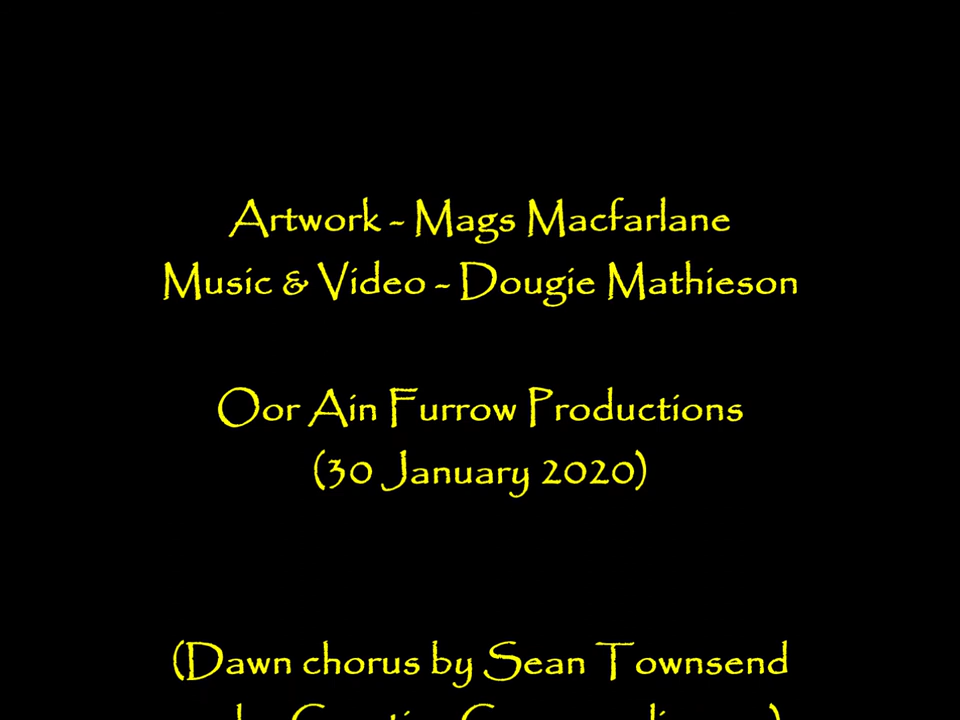 Artwork - Mags Macfarlane
Music & Video - Dougie Mathieson
Oor Ain Furrow Productions
(30 January 2020)
(Dawn chorus by Sean Townsend